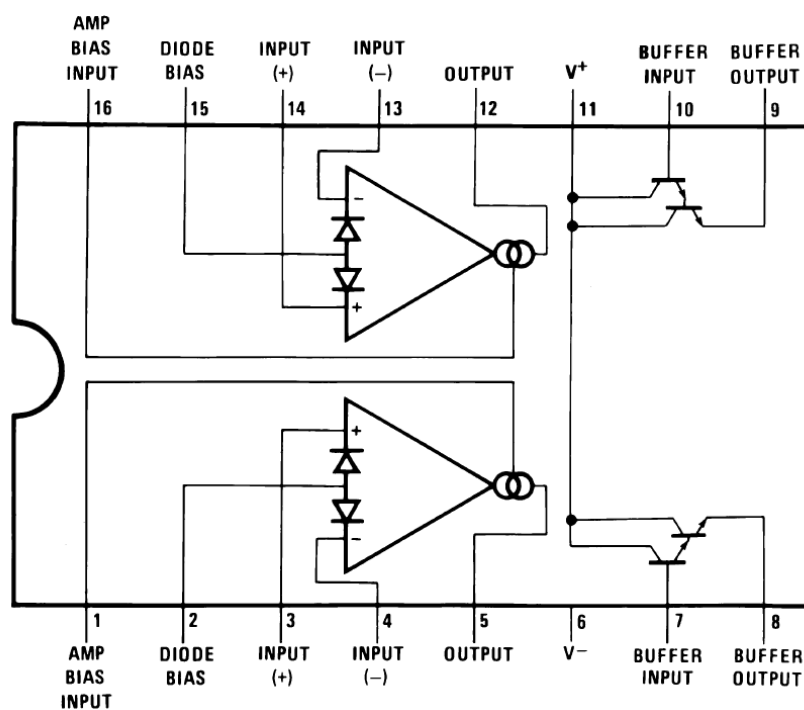 AMP
BIAS
INPUT
DIODE
BIAS
INPUT
(+)
INPUT
(−)
OUTPUT
V+
BUFFER
INPUT
BUFFER
OUTPUT
16
15
14
13
12
11
10
9
−
+
+
−
1
2
3
4
5
6
7
8
AMP
BIAS
INPUT
DIODE
BIAS
INPUT
(+)
INPUT
(−)
OUTPUT
V−
BUFFER
INPUT
BUFFER
OUTPUT